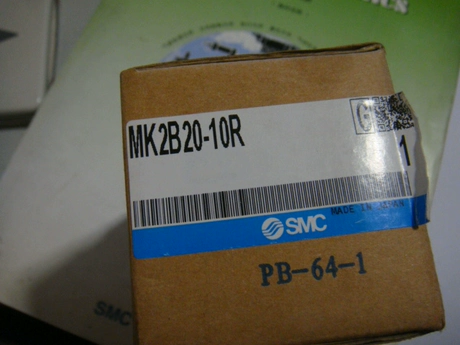 MK2B20-10R
G
1
MADE IN JAPAN
SMC
PB-64-1
SMC